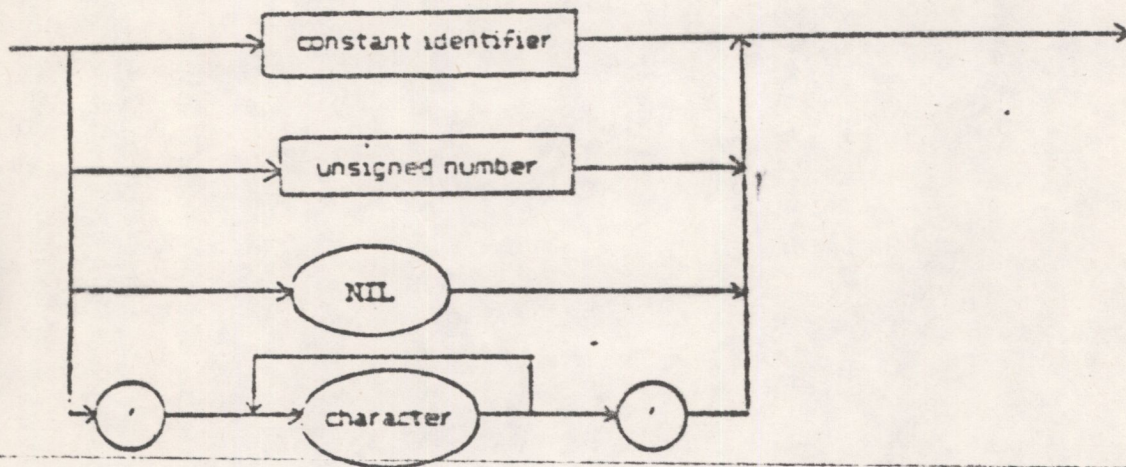 constant identifier
unsigned number
NIL
' character '